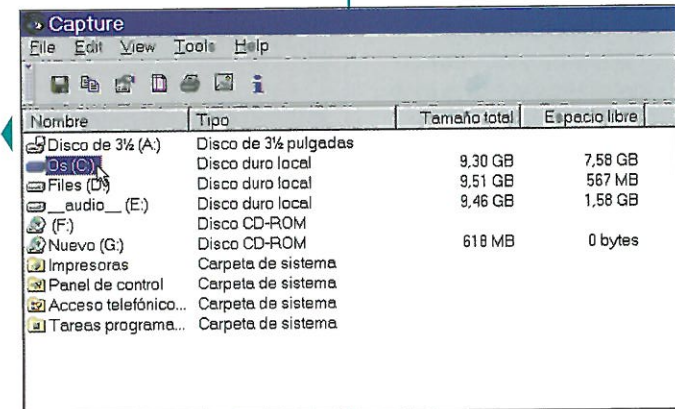 Capture
File Edit View Tools Help
Nombre Tipo Tamaño total Espacio libre
Disco de 3½ (A:) Disco de 3½ pulgadas
Os (C:) Disco duro local 9,30 GB 7,58 GB
Files (D:) Disco duro local 9,51 GB 567 MB
__audio__ (E:) Disco duro local 9,46 GB 1,58 GB
(F:) Disco CD-ROM
Nuevo (G:) Disco CD-ROM 618 MB 0 bytes
Impresoras Carpeta de sistema
Panel de control Carpeta de sistema
Acceso telefónico... Carpeta de sistema
Tareas programa... Carpeta de sistema